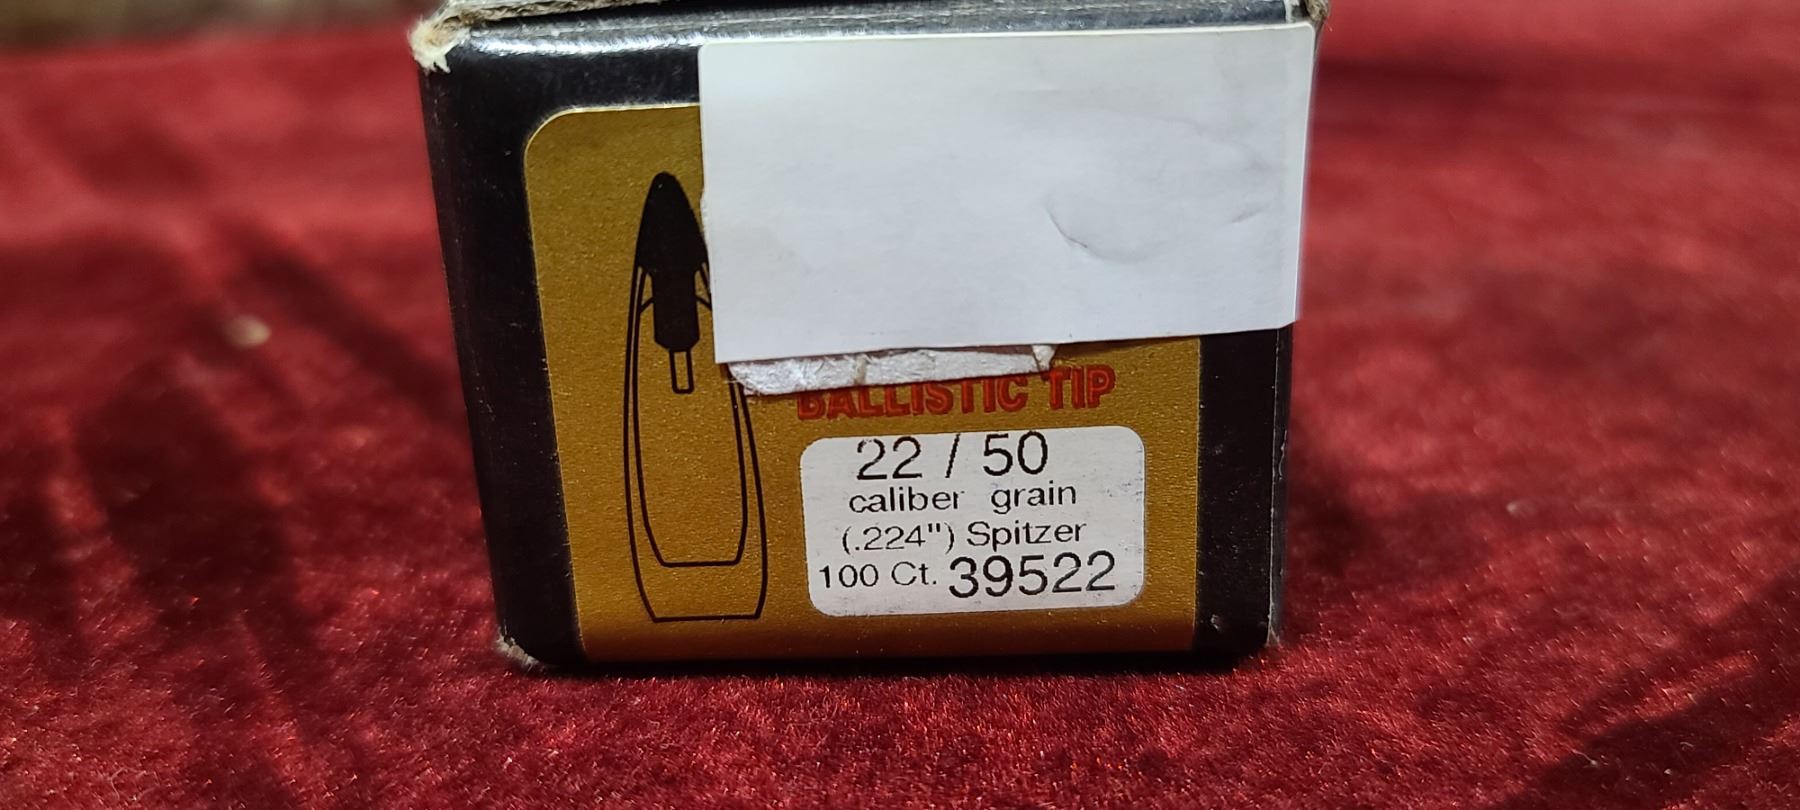 BALLISTIC TIP
22 / 50
caliber grain
(.224") Spitzer
100 Ct. 39522